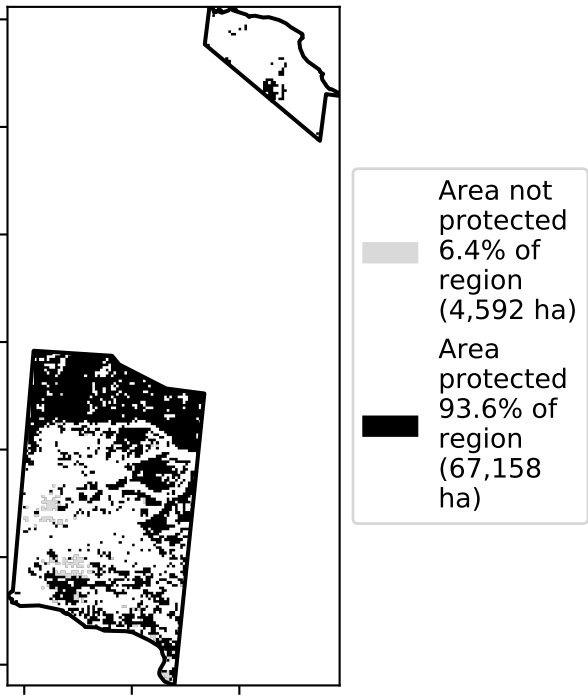 Area not
protected
6.4% of
region
(4,592 ha)
Area
protected
93.6% of
region
(67,158
ha)